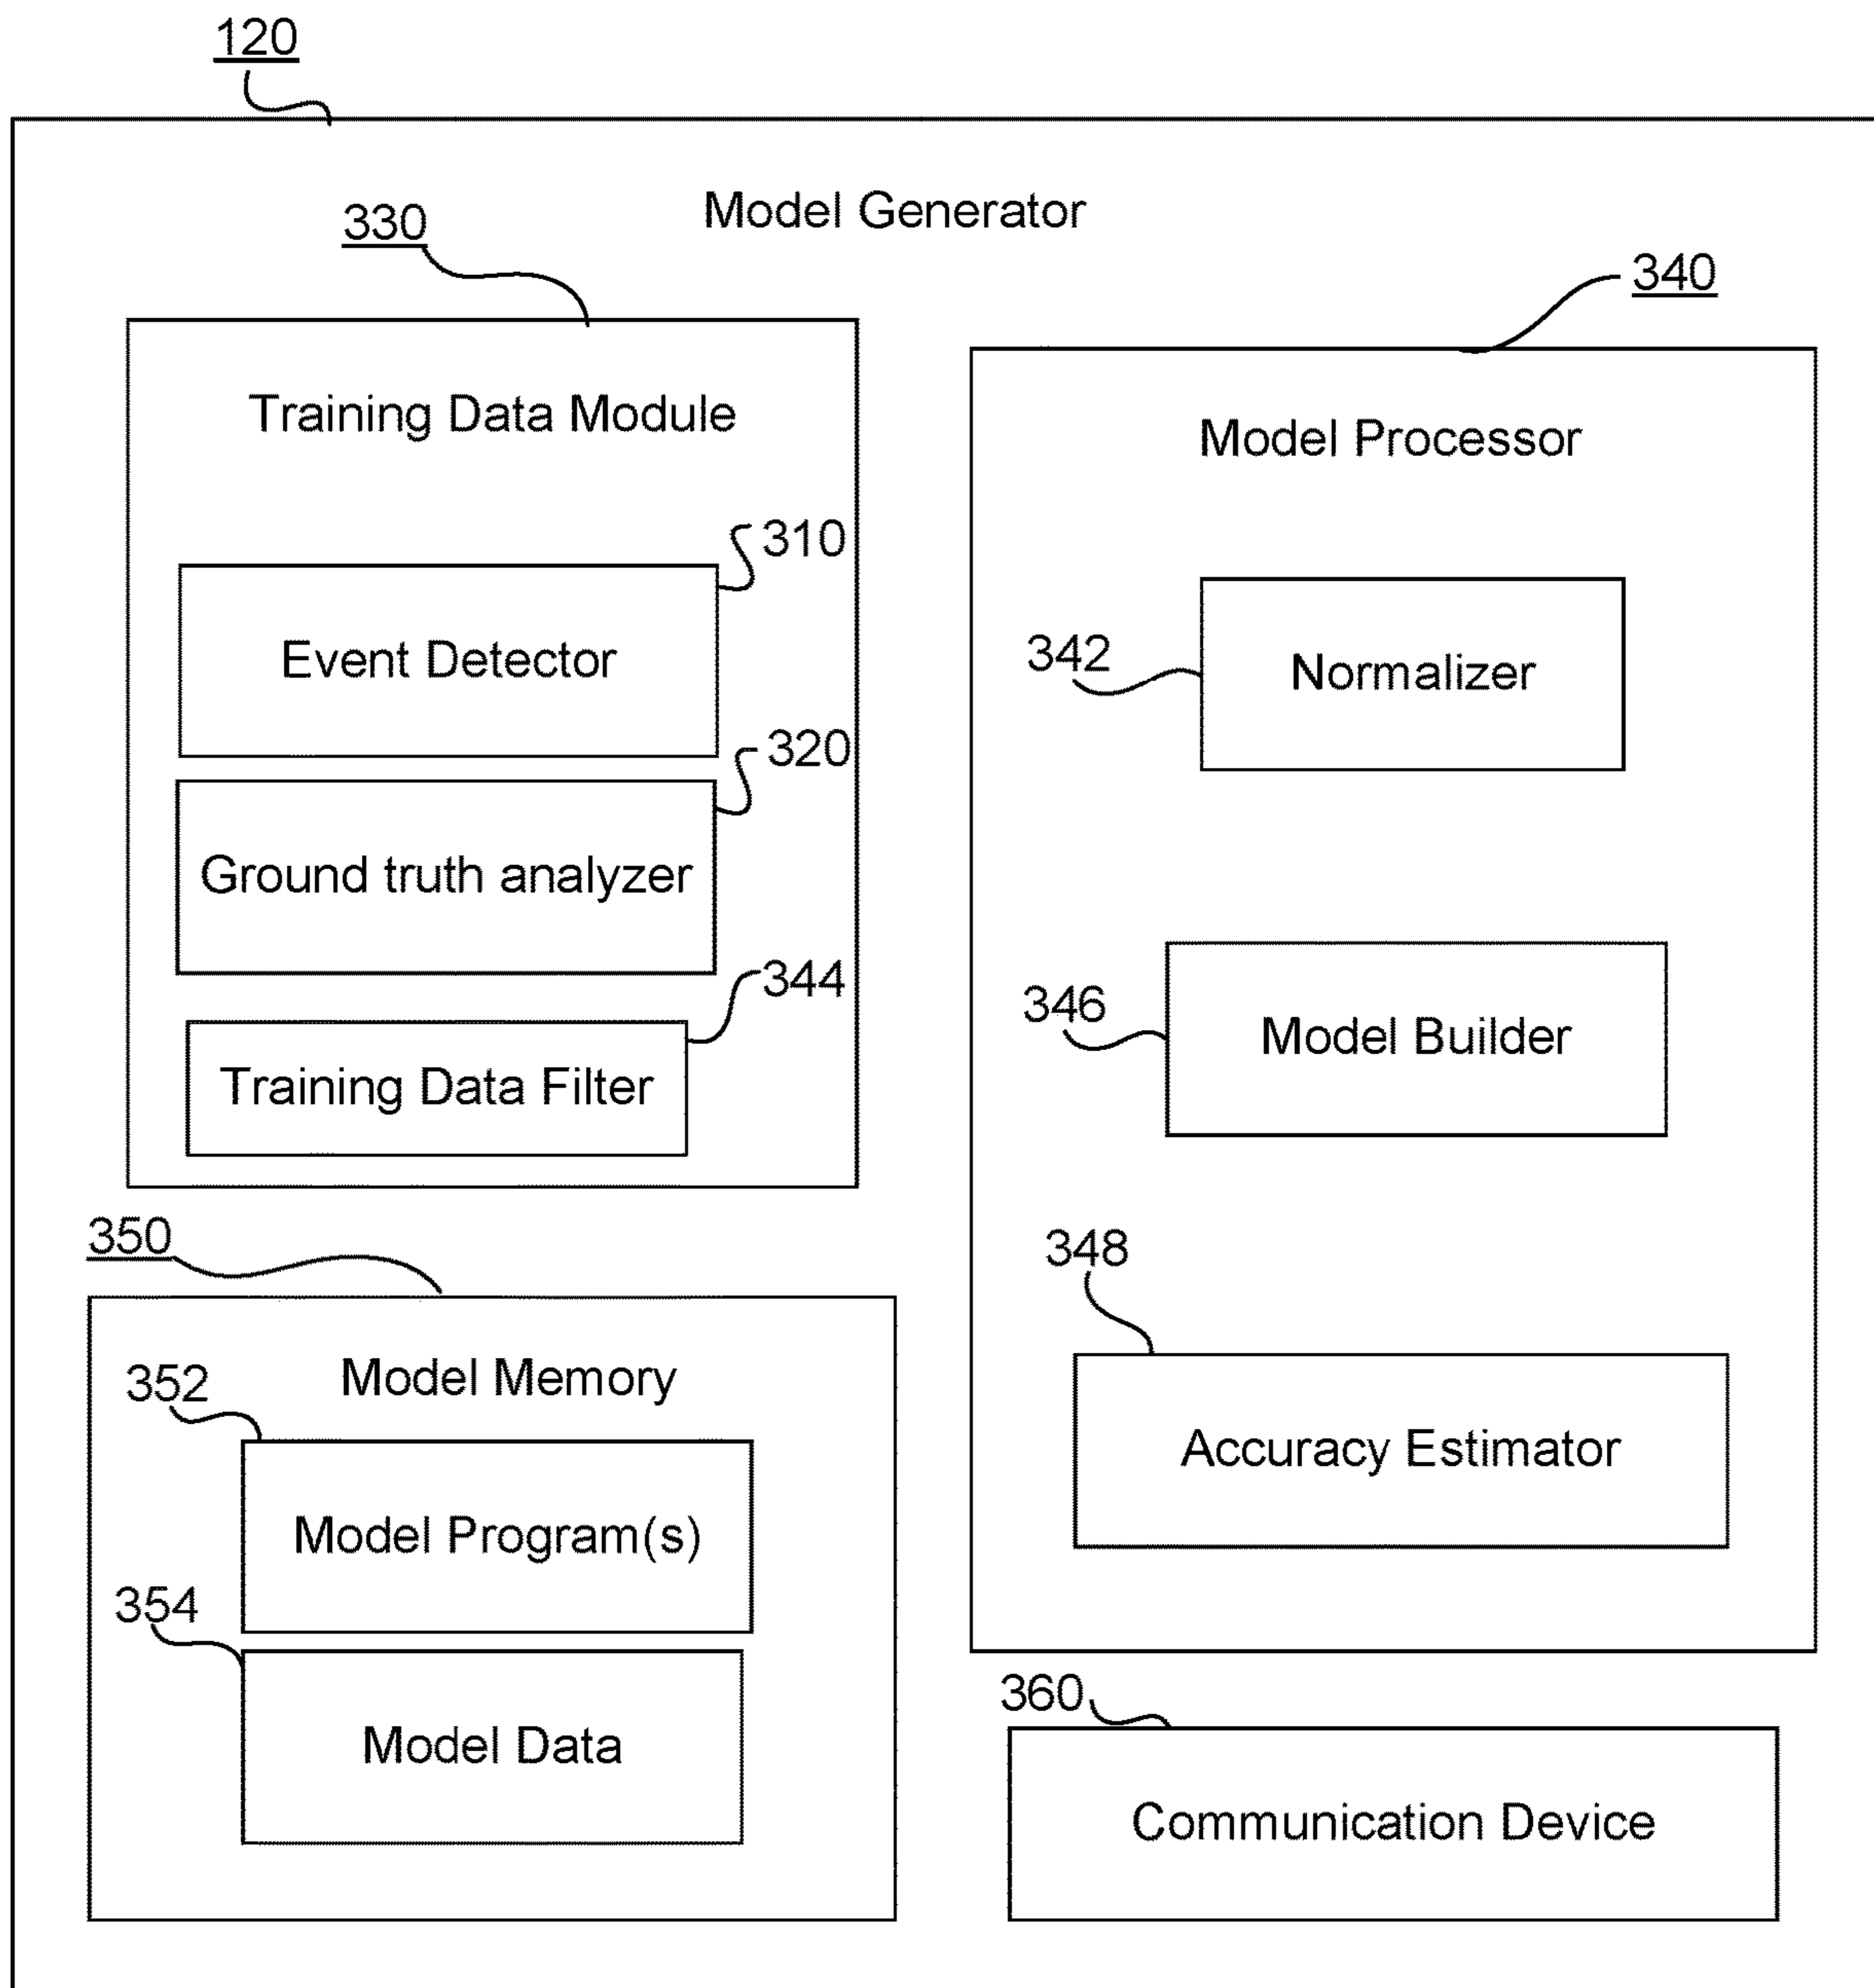 120
Model Generator
330
340
Training Data Module
Model Processor
310
Event Detector
342
Normalizer
320
Ground truth analyzer
344
Training Data Filter
346
Model Builder
350
348
Model Memory
352
Accuracy Estimator
Model Program(s)
354
Model Data
360
Communication Device